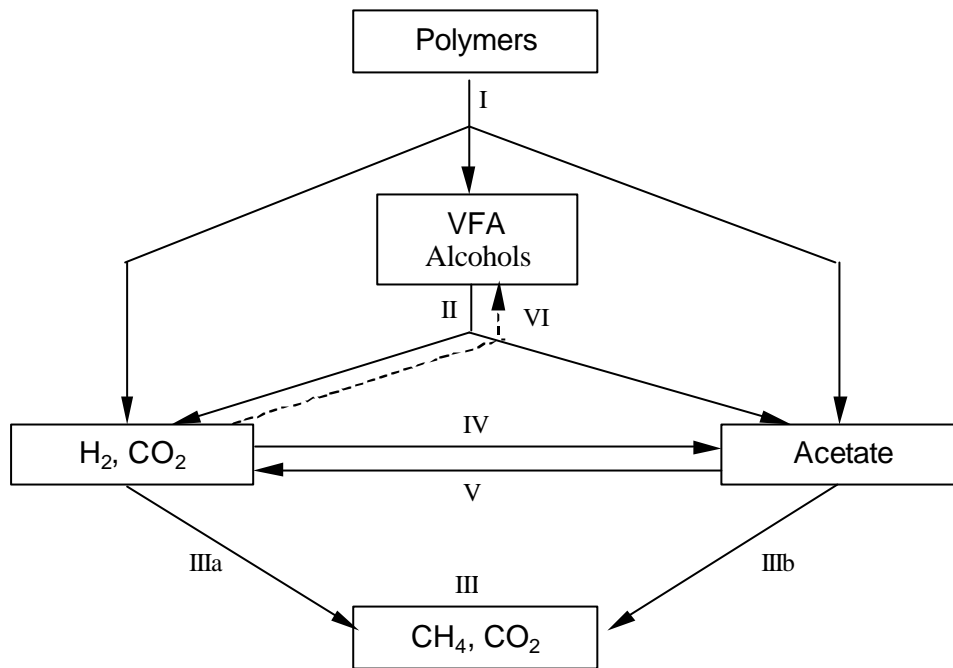 Polymers
I
VFA
Alcohols
II
VI
H₂, CO₂
IV
Acetate
V
IIIa
III
IIIb
CH₄, CO₂